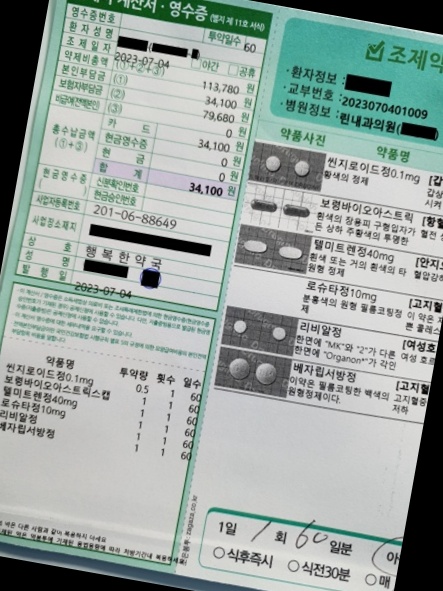 계산서·영수증 (별지 제11호 서식)
영수증번호
환자성명
투약일수 60
조제일자 2023-07-04 야간 공휴
약제비총액 (①+②+③) 113,780 원
본인부담금 (①) 34,100 원
보험자부담금 (②) 79,680 원
비급여(전액본인) (③) 0 원
총수납금액 (①+③)
카드 0 원
현금영수증 34,100 원
현금 0 원
합계 34,100 원
현금영수증
신분확인번호
사업자등록번호 201-06-88649
사업장소재지
상호 행복한약국
성명
발행일 2023-07-04
약품명 투약량 횟수 일수
씬지로이드정0.1mg 0.5 1 60
보령바이오아스트릭스캡 1 1 60
텔미트렌정40mg 1 1 60
로슈타정10mg 1 1 60
리비알정 1 1 60
베자립서방정 1 1 60
조제약
·환자정보 :
·교부번호 : 2023070401009
·병원정보 : 린내과의원(
약품사진 약품명
씬지로이드정0.1mg [갑
황색의 정제 갑상
시켜
보령바이오아스트릭 [항혈
흰색의 장용피 구형입자가 혈전
든 상하 주황색의 투명한
텔미트렌정40mg [안지오
흰색 또는 거의 흰색의 타 혈압강하
원형 정제
로슈타정10mg [고지혈
분홍색의 원형 필름코팅정 이 약은
제 쁜 콜레스
리비알정 [여성호
한면에 "MK"와 "2"가 다른 여성 호르
한면에 "Organon*"가 각인
베자립서방정 [고지혈
이약은 필름코팅한 백색의 고지혈증
원형정제이다. 저하
1일 1 회 60 일분
○식후즉시 ○식전30분 ○매